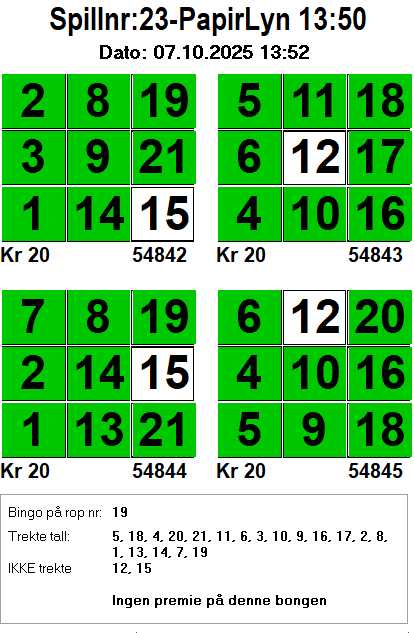 Spillnr:23-PapirLyn 13:50
Dato: 07.10.2025 13:52
2 8 19 5 11 18
3 9 21 6 12 17
1 14 15 4 10 16
Kr 20 54842 Kr 20 54843
7 8 19 6 12 20
2 14 15 4 10 16
1 13 21 5 9 18
Kr 20 54844 Kr 20 54845
Bingo på rop nr: 19
Trekte tall: 5, 18, 4, 20, 21, 11, 6, 3, 10, 9, 16, 17, 2, 8,
1, 13, 14, 7, 19
IKKE trekte 12, 15
Ingen premie på denne bongen